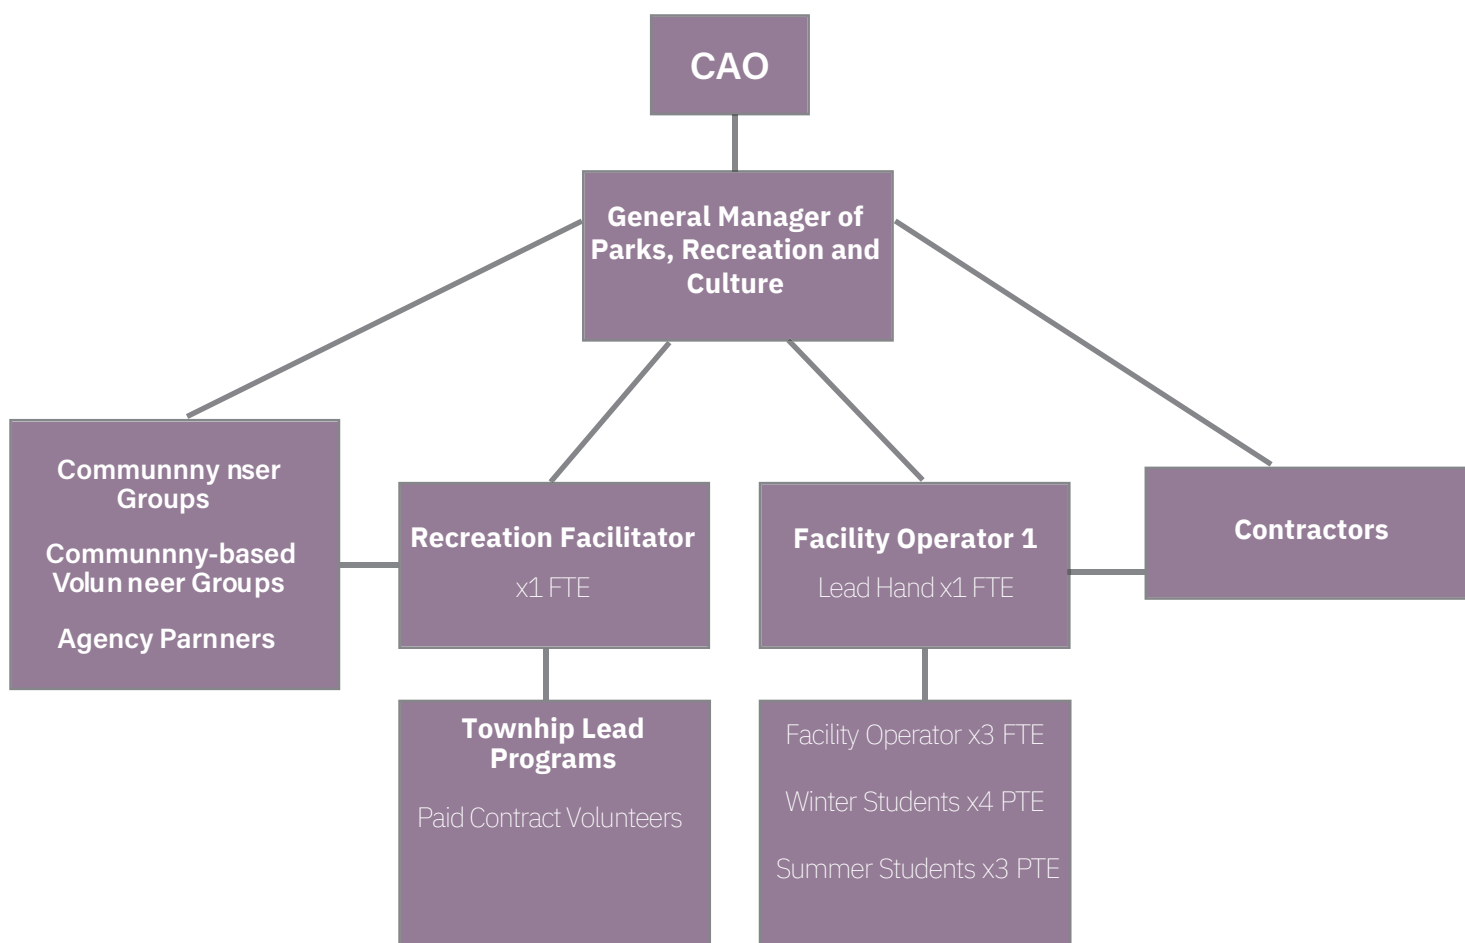 CAO
General Manager of
Parks, Recreation and
Culture
Communnny nser
Groups
Communnny-based
Volun neer Groups
Agency Parnners
Recreation Facilitator
x1 FTE
Facility Operator 1
Lead Hand x1 FTE
Contractors
Townhip Lead
Programs
Paid Contract Volunteers
Facility Operator x3 FTE
Winter Students x4 PTE
Summer Students x3 PTE